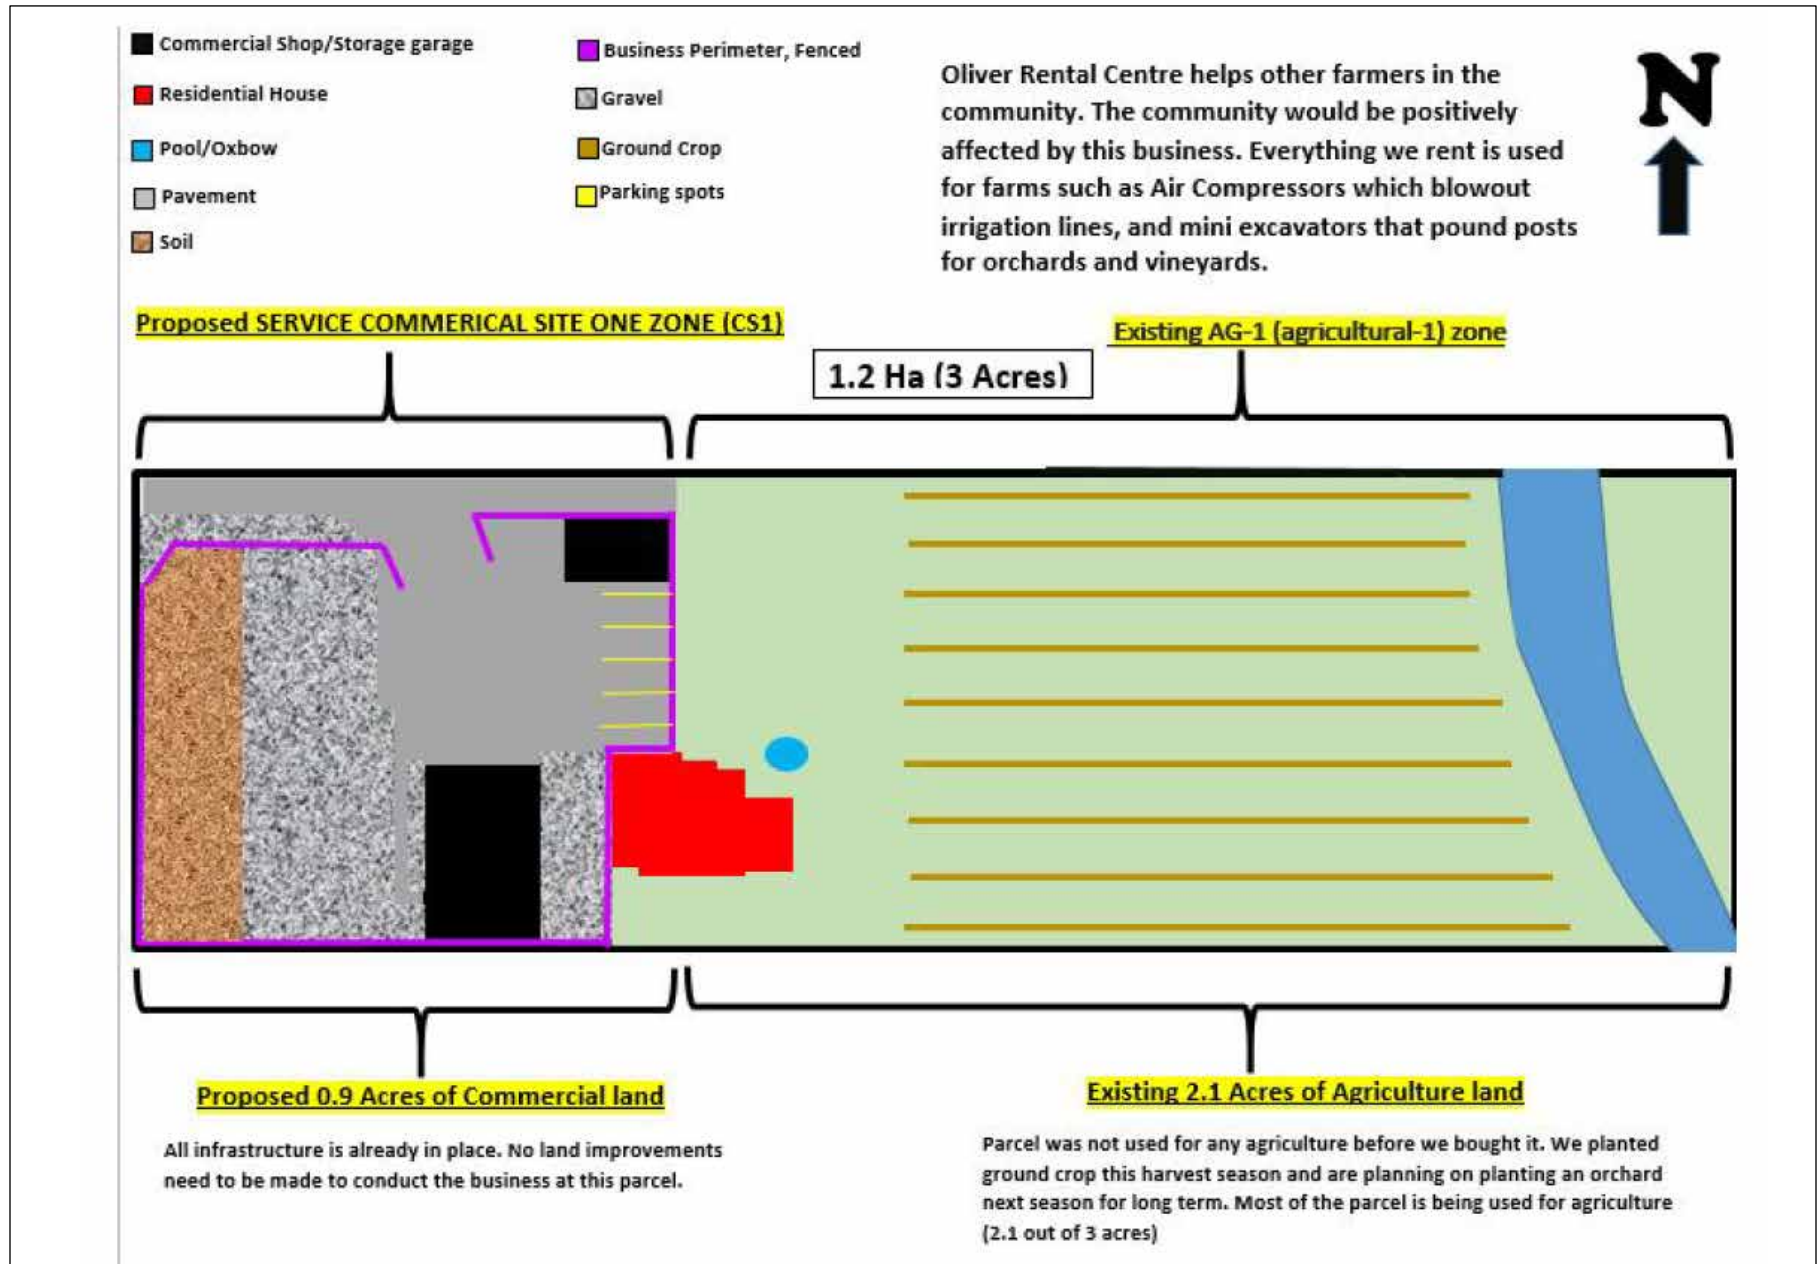 Commercial Shop/Storage garage
Residential House
Pool/Oxbow
Pavement
Soil
Business Perimeter, Fenced
Gravel
Ground Crop
Parking spots
Oliver Rental Centre helps other farmers in the
community. The community would be positively
affected by this business. Everything we rent is used
for farms such as Air Compressors which blowout
irrigation lines, and mini excavators that pound posts
for orchards and vineyards.
N
Proposed SERVICE COMMERICAL SITE ONE ZONE (CS1)
Existing AG-1 (agricultural-1) zone
1.2 Ha (3 Acres)
Proposed 0.9 Acres of Commercial land
All infrastructure is already in place. No land improvements
need to be made to conduct the business at this parcel.
Existing 2.1 Acres of Agriculture land
Parcel was not used for any agriculture before we bought it. We planted
ground crop this harvest season and are planning on planting an orchard
next season for long term. Most of the parcel is being used for agriculture
(2.1 out of 3 acres)